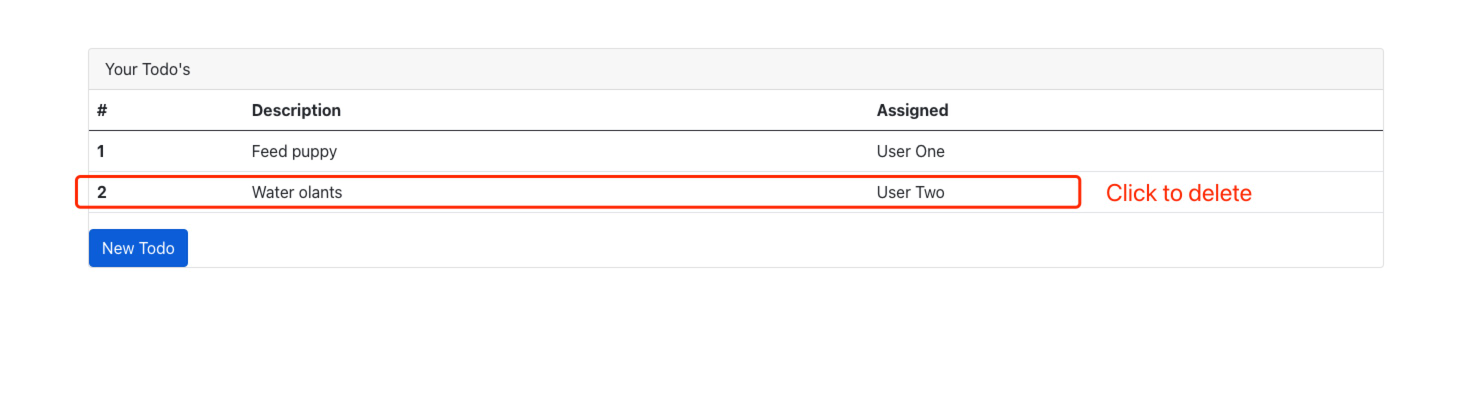 Your Todo's
# Description Assigned
1 Feed puppy User One
2 Water olants User Two Click to delete
New Todo